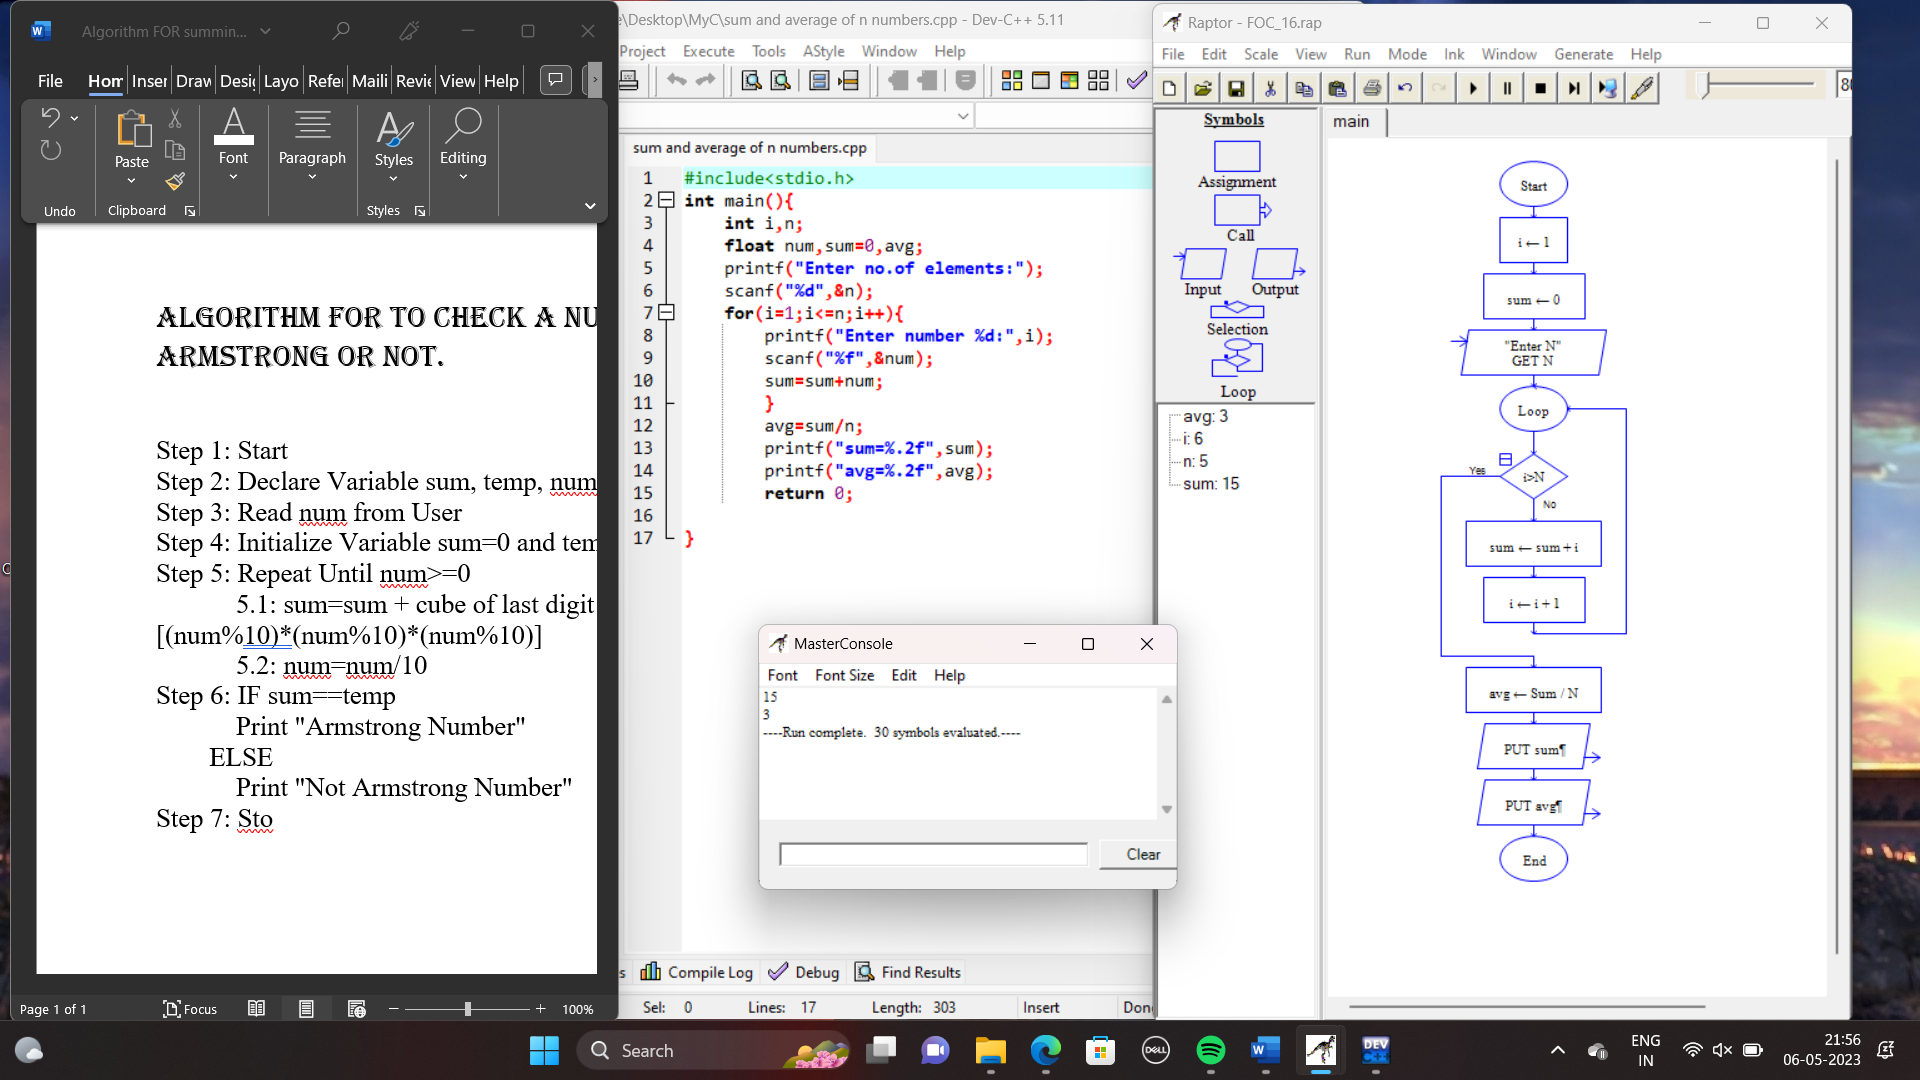 Algorithm FOR summin...
File Hom Inser Draw Desi Layo Refe Maili Revie View Help
Paste
Font
Paragraph
Styles
Editing
Undo
Clipboard
Styles
ALGORITHM FOR TO CHECK A NU
ARMSTRONG OR NOT.
Step 1: Start
Step 2: Declare Variable sum, temp, num
Step 3: Read num from User
Step 4: Initialize Variable sum=0 and tem
Step 5: Repeat Until num>=0
5.1: sum=sum + cube of last digit
[(num%10)*(num%10)*(num%10)]
5.2: num=num/10
Step 6: IF sum==temp
Print "Armstrong Number"
ELSE
Print "Not Armstrong Number"
Step 7: Sto
Page 1 of 1
Focus
100%
e\Desktop\MyC\sum and average of n numbers.cpp - Dev-C++ 5.11
Project Execute Tools AStyle Window Help
sum and average of n numbers.cpp
1 #include<stdio.h>
2 int main(){
3 int i,n;
4 float num,sum=0,avg;
5 printf("Enter no.of elements:");
6 scanf("%d",&n);
7 for(i=1;i<=n;i++){
8 printf("Enter number %d:",i);
9 scanf("%f",&num);
10 sum=sum+num;
11 }
12 avg=sum/n;
13 printf("sum=%.2f",sum);
14 printf("avg=%.2f",avg);
15 return 0;
16
17 }
MasterConsole
Font Font Size Edit Help
15
3
----Run complete. 30 symbols evaluated.----
Clear
s Compile Log Debug Find Results
Sel: 0 Lines: 17 Length: 303 Insert Don
Raptor - FOC_16.rap
File Edit Scale View Run Mode Ink Window Generate Help
80
Symbols
Assignment
Call
Input Output
Selection
Loop
avg: 3
i: 6
n: 5
sum: 15
main
Start
i ← 1
sum ← 0
"Enter N"
GET N
Loop
Yes
i>N
No
sum ← sum + i
i ← i + 1
avg ← Sum / N
PUT sum¶
PUT avg¶
End
Search
DELL
W
DEV
C++
ENG
IN
21:56
06-05-2023